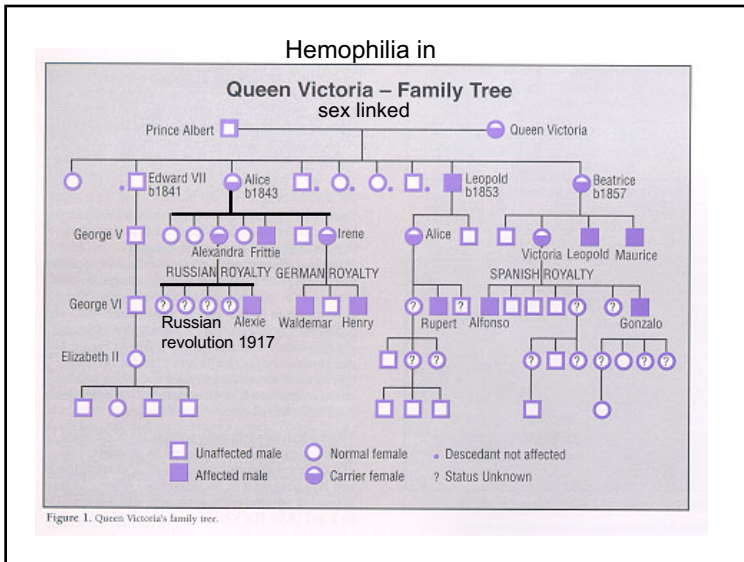 Hemophilia in
Queen Victoria – Family Tree
sex linked
Prince Albert
Queen Victoria
Edward VII
b1841
Alice
b1843
Leopold
b1853
Beatrice
b1857
George V
Alexandra
Frittie
Irene
Alice
Victoria
Leopold
Maurice
RUSSIAN ROYALTY
GERMAN ROYALTY
SPANISH ROYALTY
George VI
? ? ? ?
Alexie
Waldemar
Henry
?
Rupert
?
Alfonso
?
?
Gonzalo
Russian
revolution 1917
Elizabeth II
? ?
? ?
? ? ?
Unaffected male
Normal female
. Descedant not affected
Affected male
Carrier female
? Status Unknown
Figure 1. Queen Victoria's family tree.